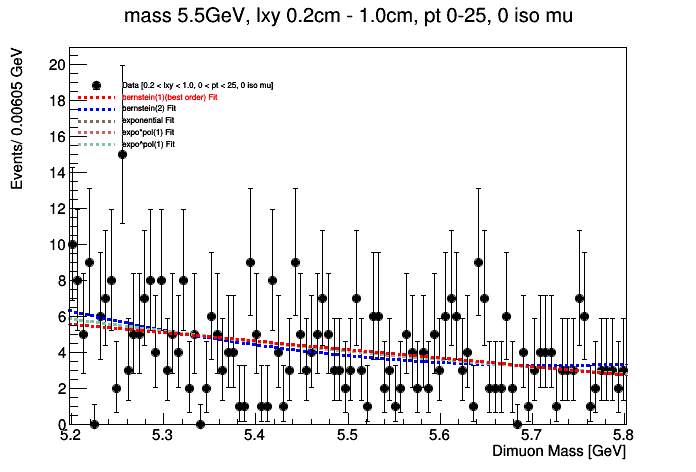 mass 5.5GeV, lxy 0.2cm - 1.0cm, pt 0-25, 0 iso mu
Events/ 0.00605 GeV
20
18
16
14
12
10
8
6
4
2
0
Data [0.2 < lxy < 1.0, 0 < pt < 25, 0 iso mu]
bernstein(1)(best order) Fit
bernstein(2) Fit
exponential Fit
expo*pol(1) Fit
expo^pol(1) Fit
5.2 5.3 5.4 5.5 5.6 5.7 5.8
Dimuon Mass [GeV]